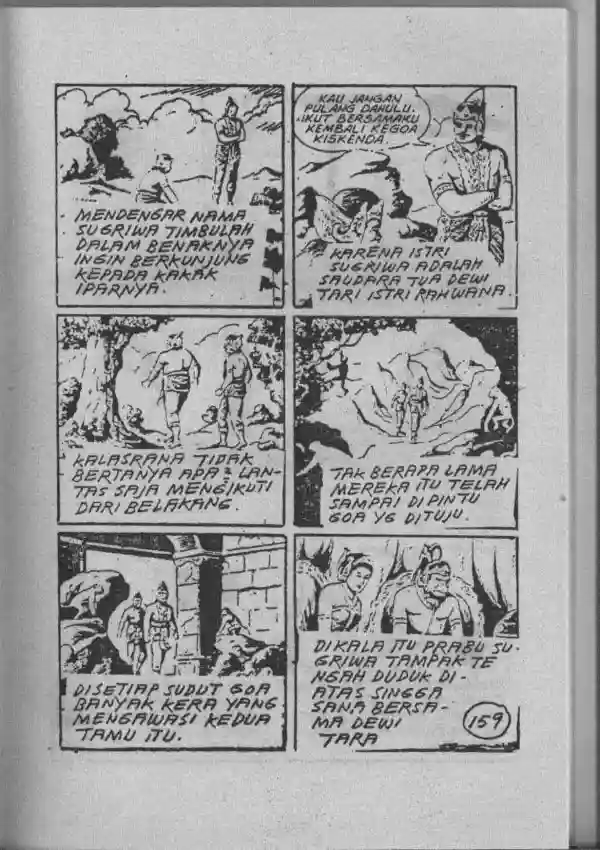 MENDENGAR NAMA
SUGRIWA TIMBULAH
DALAM BENAKNYA
INGIN BERKUNJUNG
KEPADA KAKAK
IPARNYA.
KAU JANGAN
PULANG DAHULU.
IKUT BERSAMAKU
KEMBALI KEGOA
KISKENDA.
KARENA ISTRI
SUGRIWA ADALAH
SAUDARA TUA DEWI
TARI ISTRI RAHWANA.
KALASRANA TIDAK
BERTANYA APA2 LAN-
TAS SAJA MENGIKUTI
DARI BELAKANG.
TAK BERAPA LAMA
MEREKA ITU TELAH
SAMPAI DI PINTU
GOA YG DITUJU.
DISETIAP SUDUT GOA
BANYAK KERA YANG
MENGAWASI KEDUA
TAMU ITU.
DIKALA ITU PRABU SU-
GRIWA TAMPAK TE
NGAH DUDUK DI-
ATAS SINGGA
SANA BERSA-
MA DEWI
TARA
159